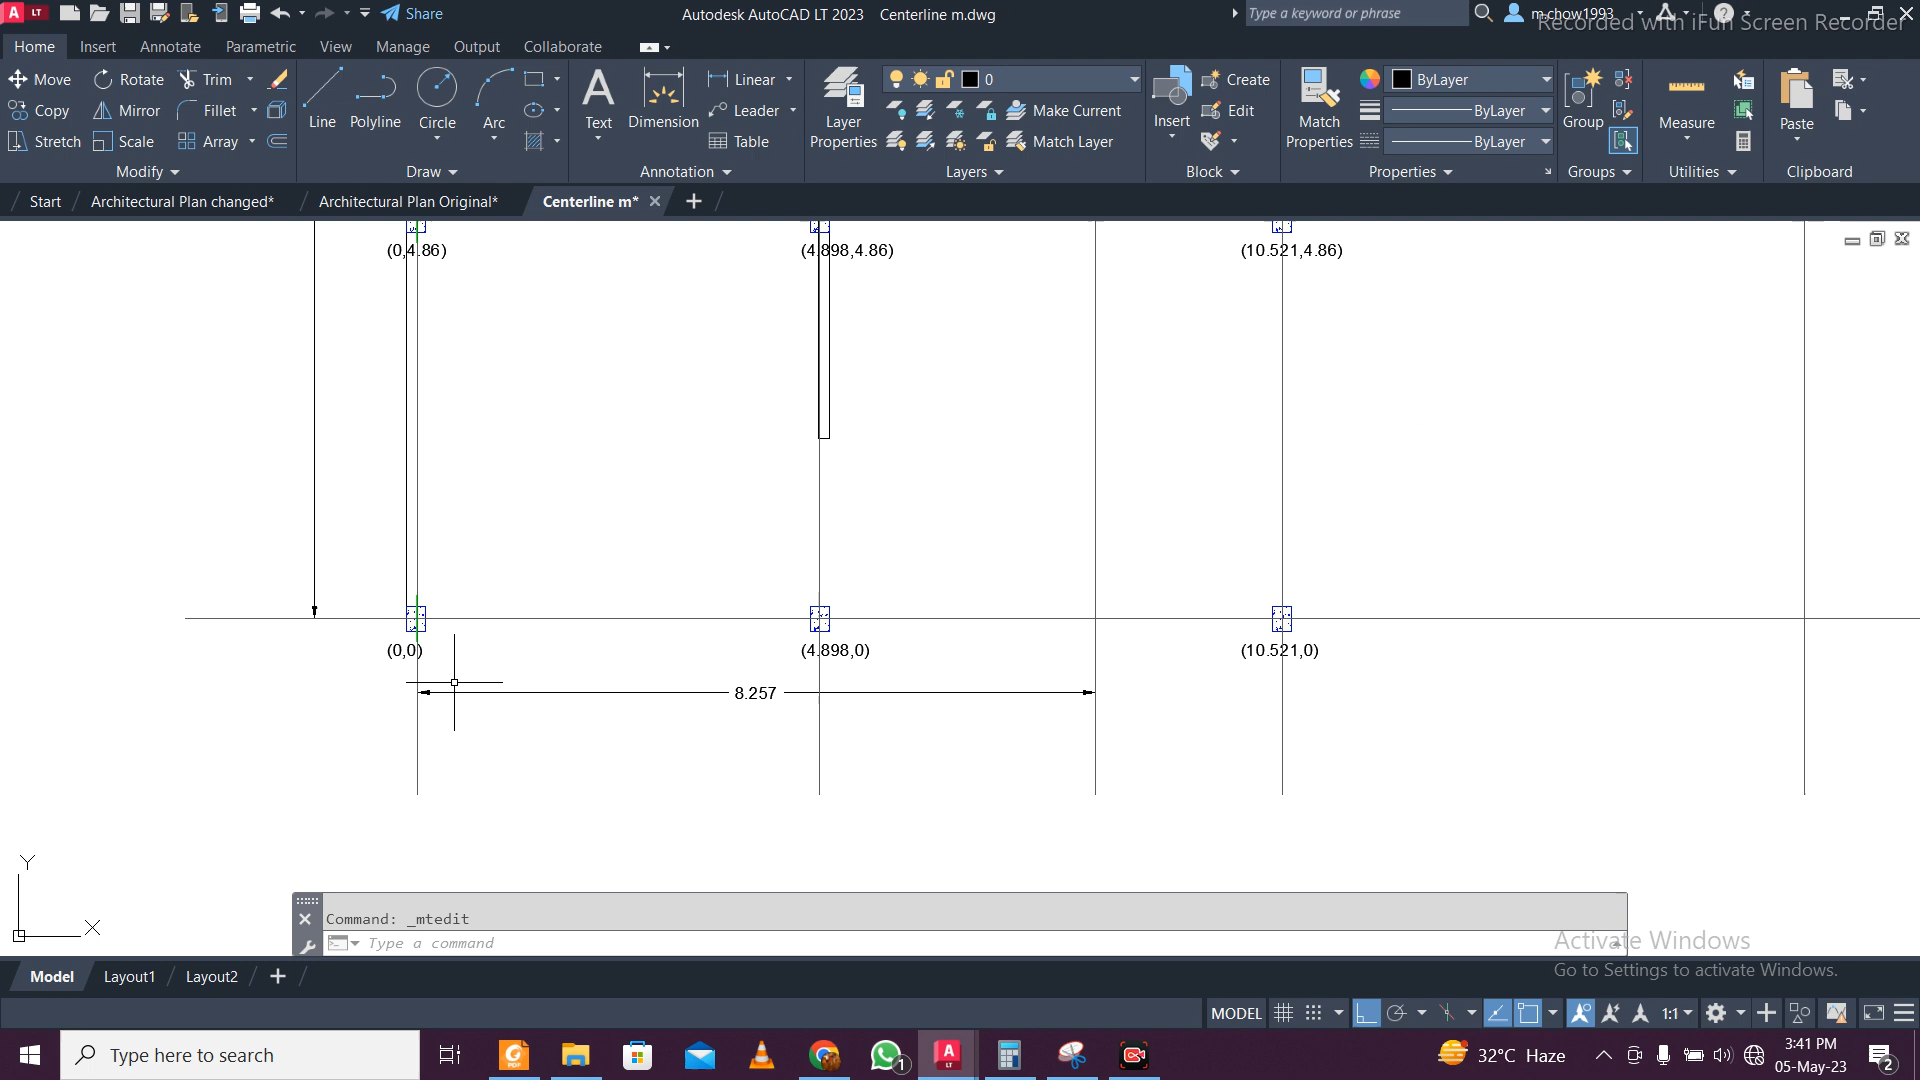 LT
Share
Autodesk AutoCAD LT 2023 Centerline m.dwg
Type a keyword or phrase
m.chow1993
Recorded with iFun Screen Recorder
Home Insert Annotate Parametric View Manage Output Collaborate
Move Rotate Trim
Copy Mirror Fillet
Stretch Scale Array
Modify
Line Polyline Circle Arc
Draw
Text Dimension
Linear
Leader
Table
Annotation
Layer Properties
0
Make Current
Match Layer
Layers
Insert
Create
Edit
Block
Match Properties
ByLayer
ByLayer
ByLayer
Properties
Group
Groups
Measure
Utilities
Paste
Clipboard
Start Architectural Plan changed* Architectural Plan Original* Centerline m*
(0,4.86) (4.898,4.86) (10.521,4.86)
(0,0) (4.898,0) (10.521,0)
8.257
Y
X
Command: _mtedit
Type a command
Activate Windows
Go to Settings to activate Windows.
Model Layout1 Layout2
MODEL 1:1
Type here to search
PDF
1
A
LT
32°C Haze
3:41 PM
05-May-23
2